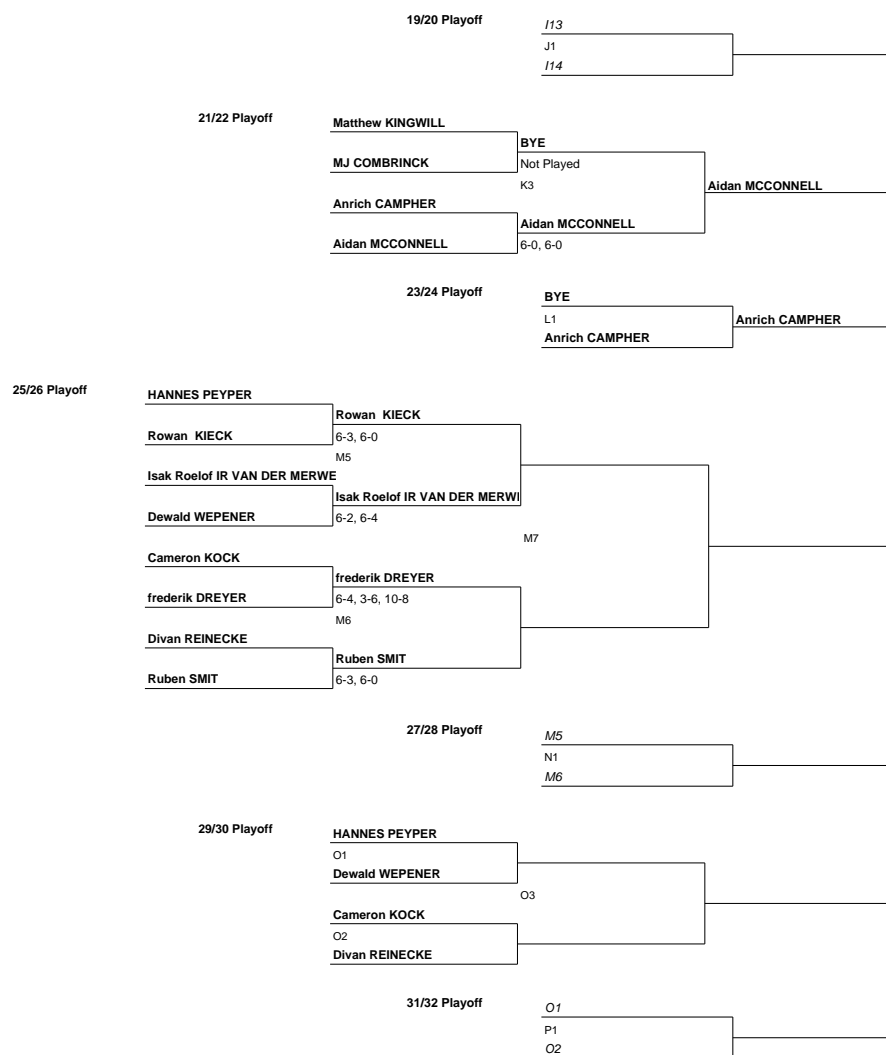 19/20 Playoff
I13
J1
I14
21/22 Playoff
Matthew KINGWILL
BYE
MJ COMBRINCK
Not Played
K3
Aidan MCCONNELL
Anrich CAMPHER
Aidan MCCONNELL
Aidan MCCONNELL
6-0, 6-0
23/24 Playoff
BYE
L1
Anrich CAMPHER
Anrich CAMPHER
25/26 Playoff
HANNES PEYPER
Rowan KIECK
Rowan KIECK
6-3, 6-0
M5
Isak Roelof IR VAN DER MERWE
Isak Roelof IR VAN DER MERWI
Dewald WEPENER
6-2, 6-4
M7
Cameron KOCK
frederik DREYER
frederik DREYER
6-4, 3-6, 10-8
M6
Divan REINECKE
Ruben SMIT
Ruben SMIT
6-3, 6-0
27/28 Playoff
M5
N1
M6
29/30 Playoff
HANNES PEYPER
O1
Dewald WEPENER
O3
Cameron KOCK
O2
Divan REINECKE
31/32 Playoff
O1
P1
O2